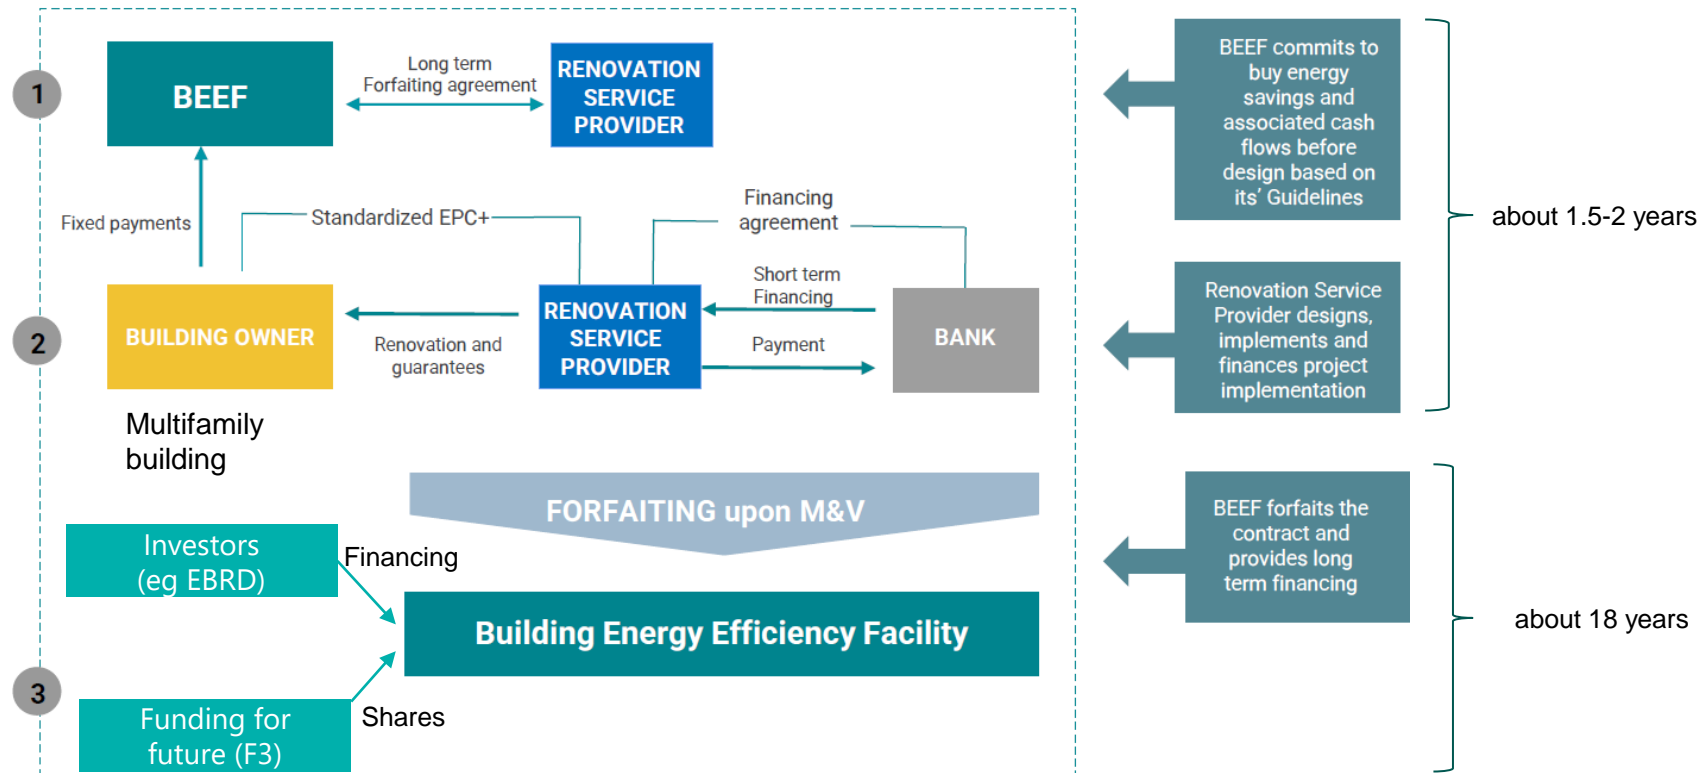 1
BEEF
Long term
Forfaiting agreement
RENOVATION
SERVICE
PROVIDER
BEEF commits to
buy energy
savings and
associated cash
flows before
design based on
its' Guidelines
Fixed payments
Standardized EPC+
Financing
agreement
about 1.5-2 years
2
BUILDING OWNER
Renovation and
guarantees
RENOVATION
SERVICE
PROVIDER
Short term
Financing
Payment
BANK
Renovation Service
Provider designs,
implements and
finances project
implementation
Multifamily
building
FORFAITING upon M&V
BEEF forfaits the
contract and
provides long
term financing
Investors
(eg EBRD)
Financing
Building Energy Efficiency Facility
about 18 years
3
Funding for
future (F3)
Shares